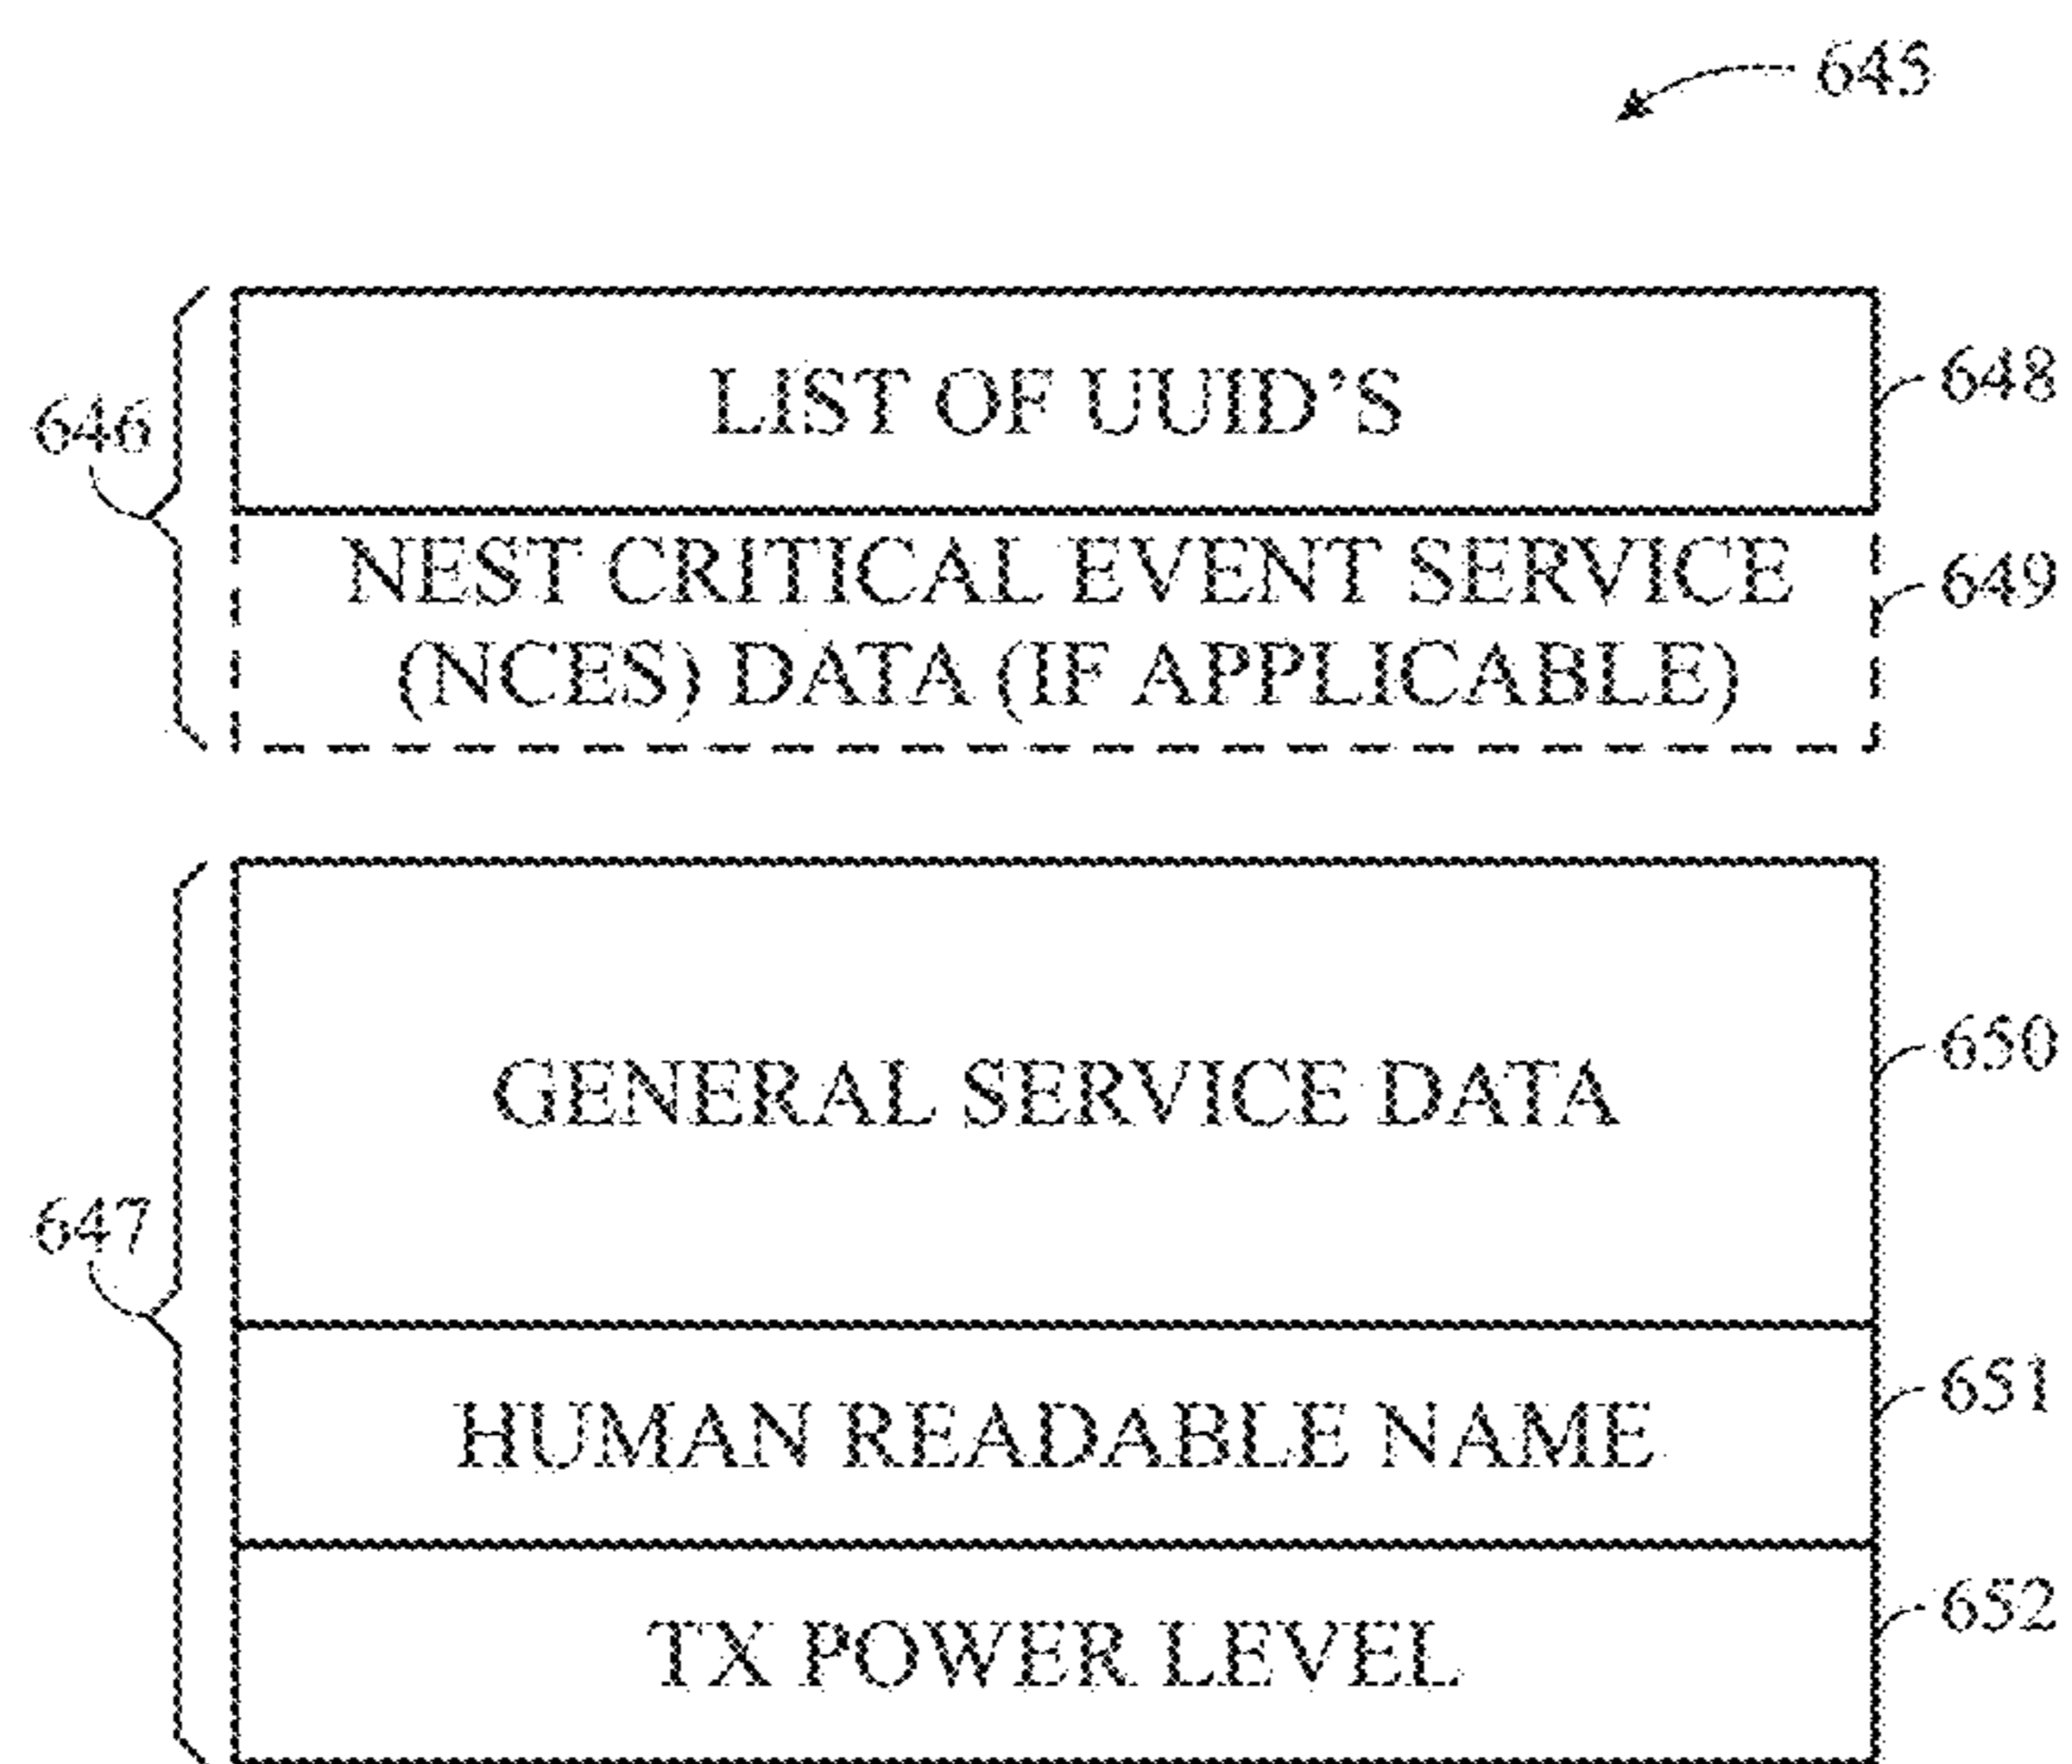 645
LIST OF UUID'S
648
646
NEST CRITICAL EVENT SERVICE
(NCES) DATA (IF APPLICABLE)
649
GENERAL SERVICE DATA
650
647
HUMAN READABLE NAME
651
TX POWER LEVEL
652